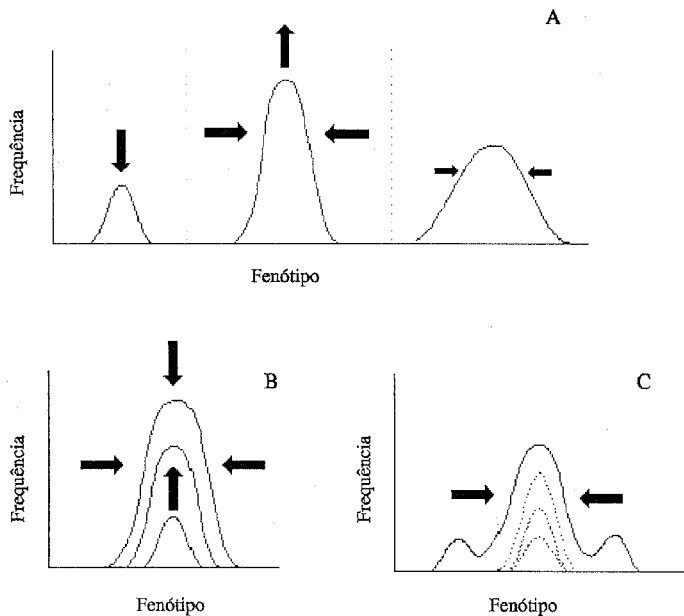 A
Frequência
Fenótipo
B
Frequência
Fenótipo
C
Frequência
Fenótipo